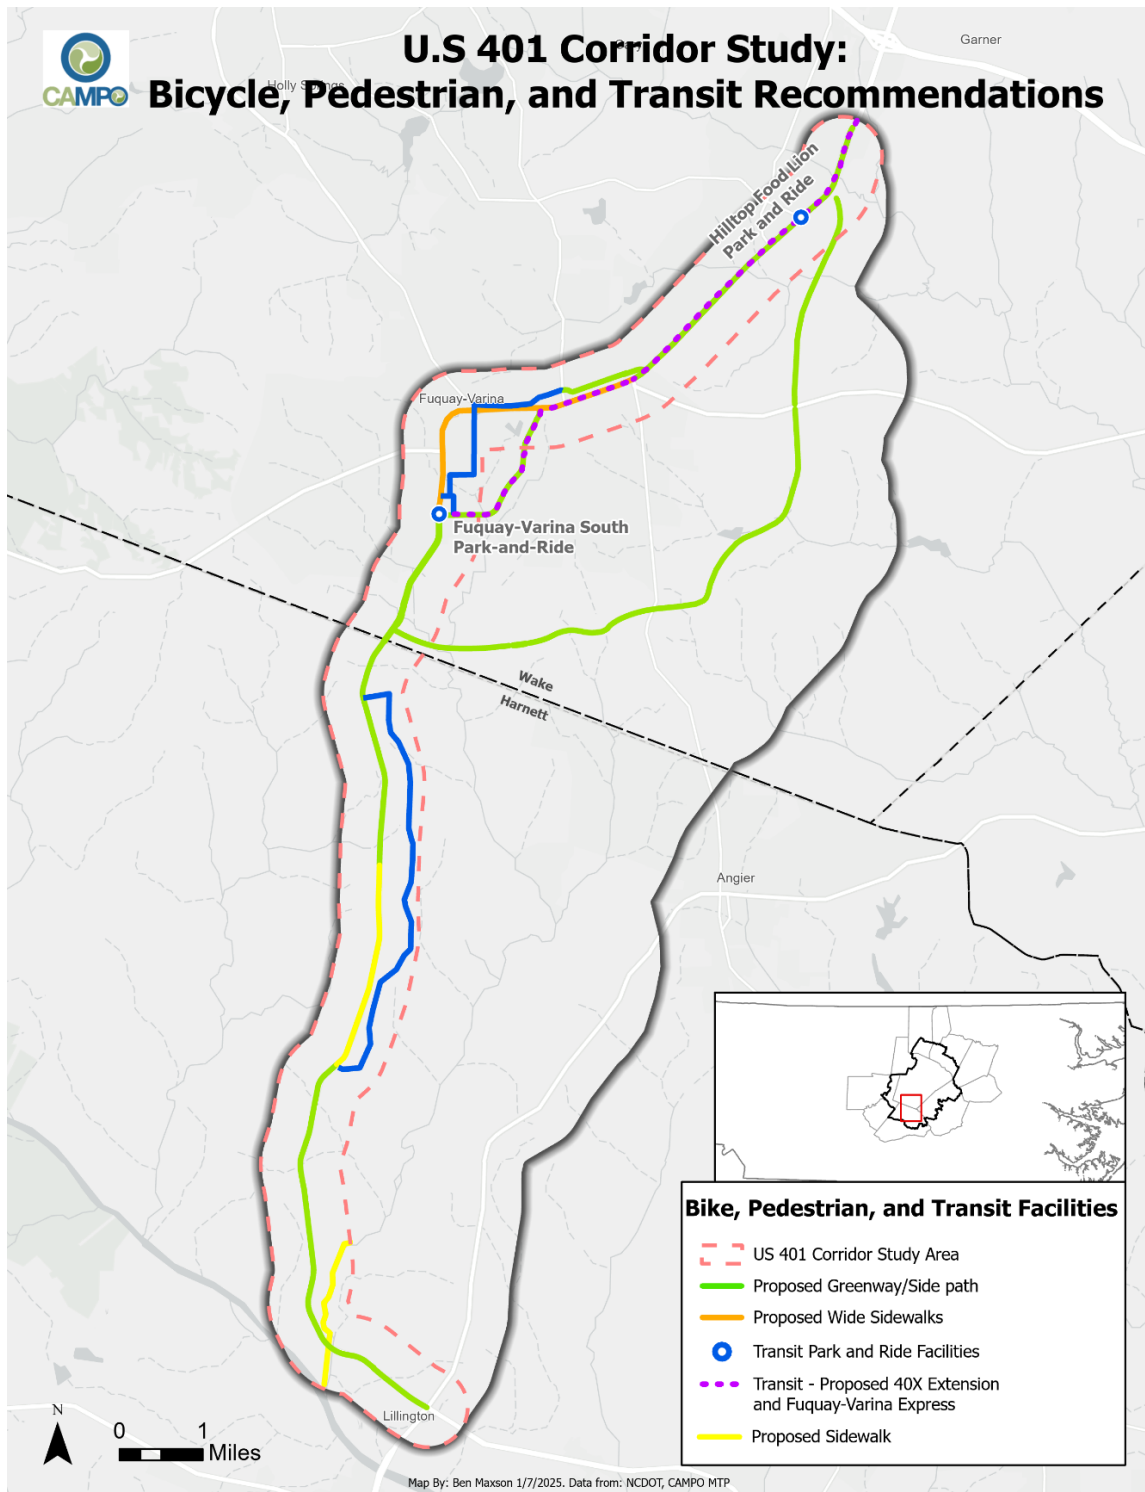 U.S 401 Corridor Study:
Bicycle, Pedestrian, and Transit Recommendations
CAMPO
Cary
Garner
Holly Springs
Hilltop Food Lion
Park and Ride
Fuquay-Varina
Fuquay-Varina South
Park-and-Ride
Wake
Harnett
Angier
Lillington
Bike, Pedestrian, and Transit Facilities
US 401 Corridor Study Area
Proposed Greenway/Side path
Proposed Wide Sidewalks
Transit Park and Ride Facilities
Transit - Proposed 40X Extension
and Fuquay-Varina Express
Proposed Sidewalk
N
0 1
Miles
Map By: Ben Maxson 1/7/2025. Data from: NCDOT, CAMPO MTP